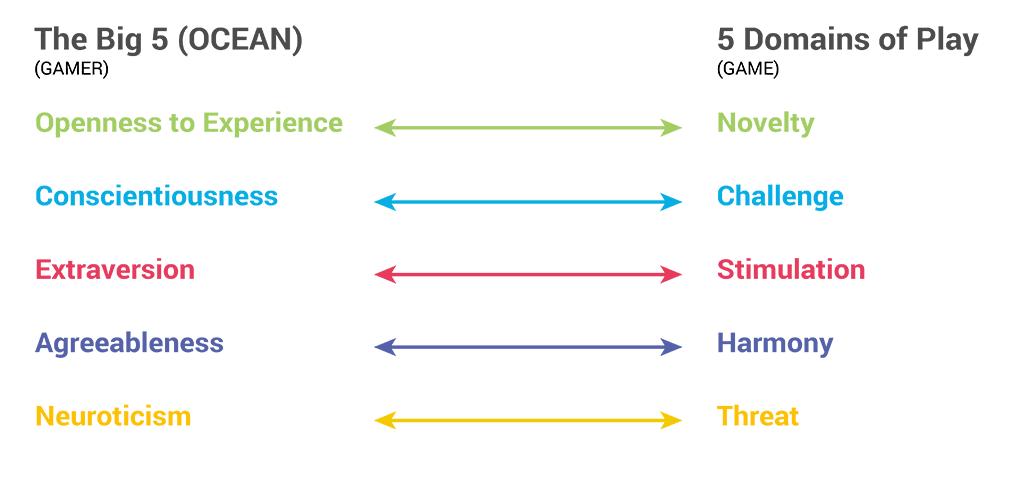 The Big 5 (OCEAN)
(GAMER)
5 Domains of Play
(GAME)
Openness to Experience
Novelty
Conscientiousness
Challenge
Extraversion
Stimulation
Agreeableness
Harmony
Neuroticism
Threat